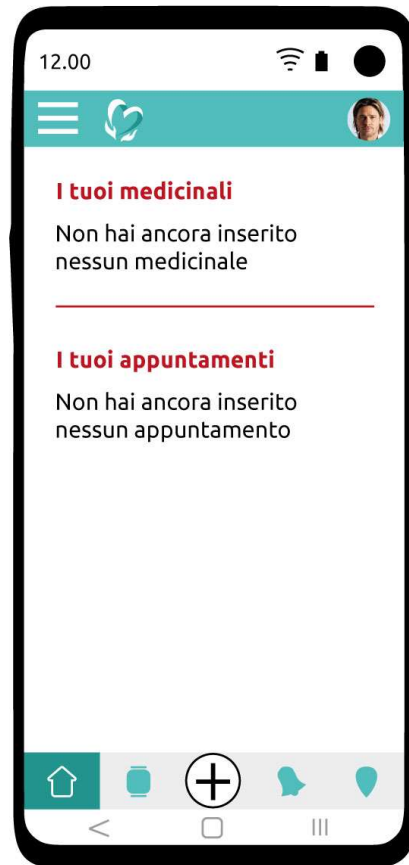 12.00
I tuoi medicinali
Non hai ancora inserito
nessun medicinale
I tuoi appuntamenti
Non hai ancora inserito
nessun appuntamento